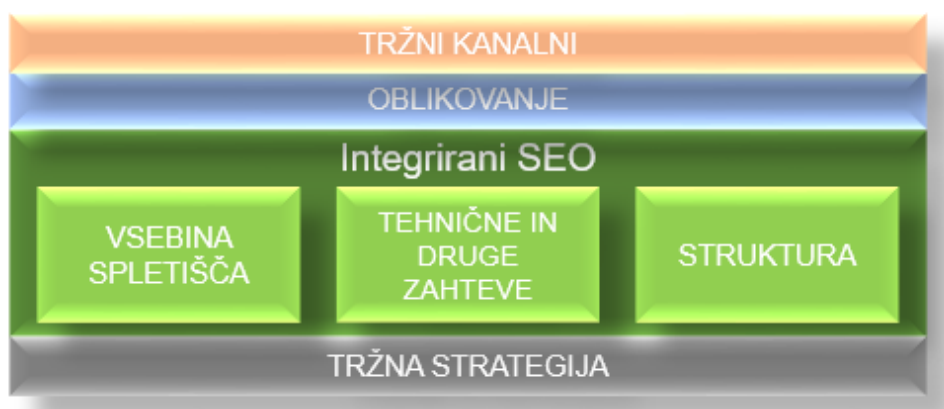 TRŽNI KANALNI
OBLIKOVANJE
Integrirani SEO
VSEBINA
SPLETIŠČA
TEHNIČNE IN
DRUGE
ZAHTEVE
STRUKTURA
TRŽNA STRATEGIJA